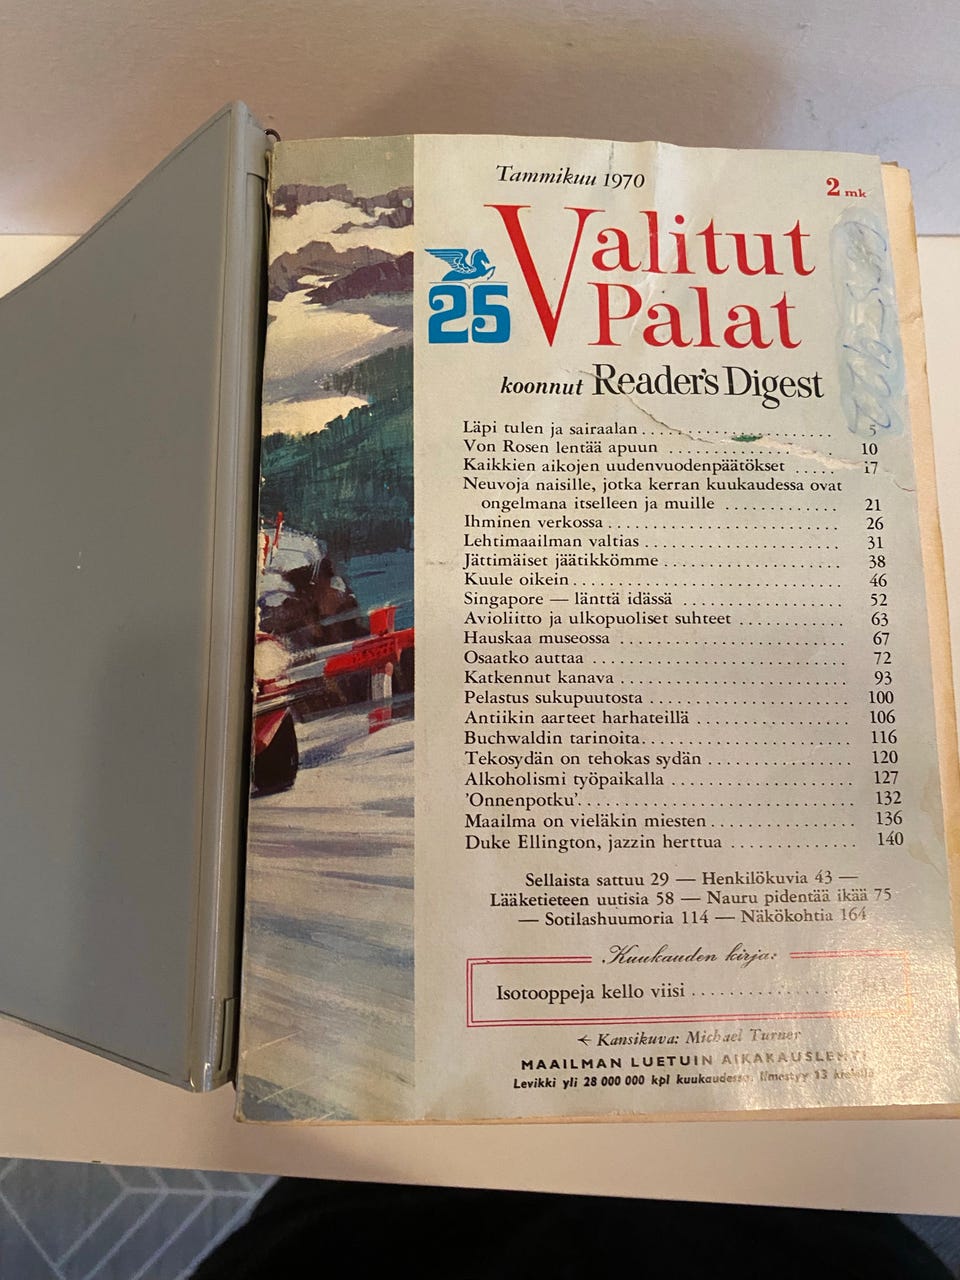 Tammikuu 1970
2 mk
25
Valitut
Palat
koonnut Reader's Digest
Läpi tulen ja sairaalan . . . . . . . . . . . . . . . . . . . 5
Von Rosen lentää apuun . . . . . . . . . . . . . . . . 10
Kaikkien aikojen uudenvuodenpäätökset . . . . . 17
Neuvoja naisille, jotka kerran kuukaudessa ovat
ongelmana itselleen ja muille . . . . . . . . . . . . 21
Ihminen verkossa . . . . . . . . . . . . . . . . . . . . . . . . 26
Lehtimaailman valtias . . . . . . . . . . . . . . . . . . . . 31
Jättimäiset jäätikkömme . . . . . . . . . . . . . . . . . . 38
Kuule oikein . . . . . . . . . . . . . . . . . . . . . . . . . . . . 46
Singapore — länttä idässä . . . . . . . . . . . . . . . . 52
Avioliitto ja ulkopuoliset suhteet . . . . . . . . . . . 63
Hauskaa museossa . . . . . . . . . . . . . . . . . . . . . . . 67
Osaatko auttaa . . . . . . . . . . . . . . . . . . . . . . . . . . 72
Katkennut kanava . . . . . . . . . . . . . . . . . . . . . . . . 93
Pelastus sukupuutosta . . . . . . . . . . . . . . . . . . . . 100
Antiikin aarteet harhateillä . . . . . . . . . . . . . . . . 106
Buchwaldin tarinoita. . . . . . . . . . . . . . . . . . . . . . 116
Tekosydän on tehokas sydän . . . . . . . . . . . . . . . 120
Alkoholismi työpaikalla . . . . . . . . . . . . . . . . . . . 127
'Onnenpotku'. . . . . . . . . . . . . . . . . . . . . . . . . . . . 132
Maailma on vieläkin miesten . . . . . . . . . . . . . . . 136
Duke Ellington, jazzin herttua . . . . . . . . . . . . . 140
Sellaista sattuu 29 — Henkilökuvia 43 —
Lääketieteen uutisia 58 — Nauru pidentää ikää 75
— Sotilashuumoria 114 — Näkökohtia 164
Kuukauden kirja:
Isotooppeja kello viisi . . . . . . . . . . . . . .
← Kansikuva: Michael Turner
MAAILMAN LUETUIN AIKAKAUSLEHTI
Levikki yli 28 000 000 kpl kuukaudessa. Ilmestyy 13 kielellä